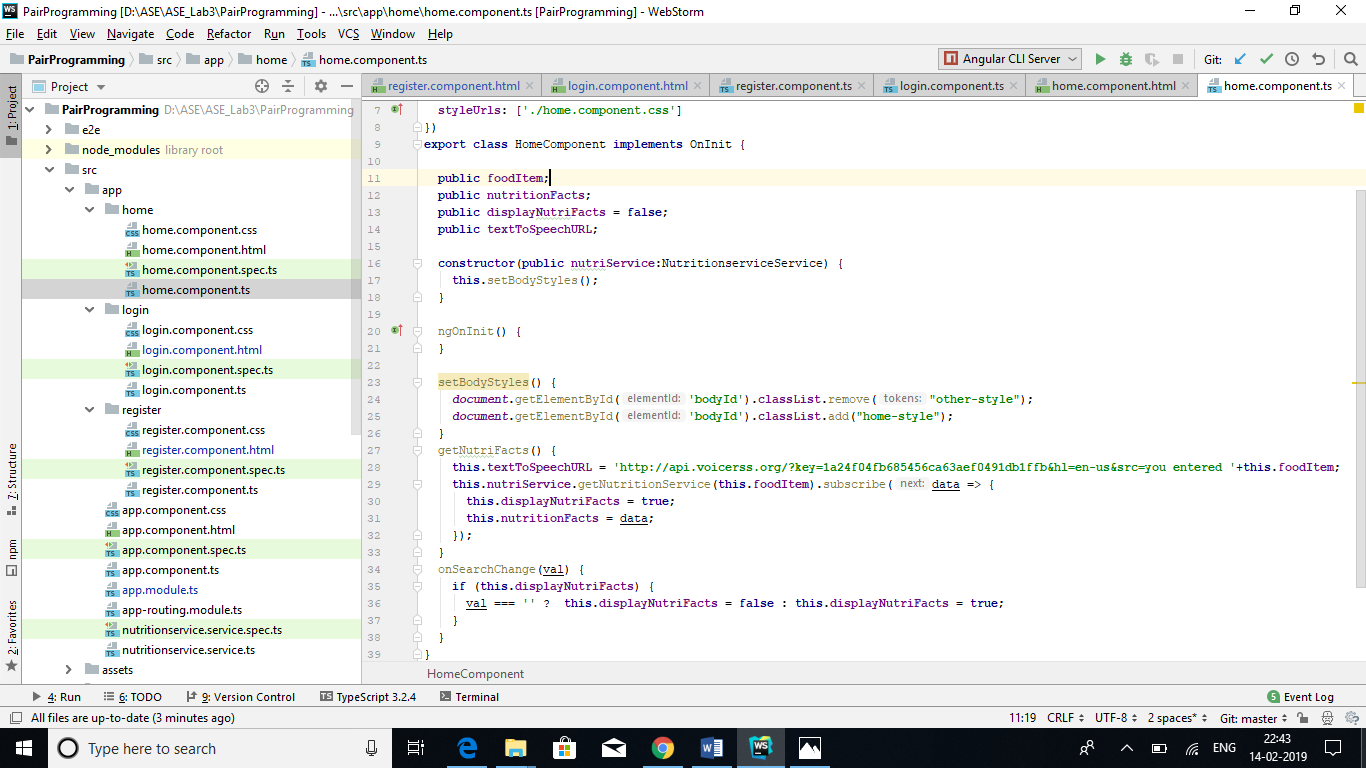 PairProgramming [D:\ASE\ASE_Lab3\PairProgramming] - ...\src\app\home\home.component.ts [PairProgramming] - WebStorm
File Edit View Navigate Code Refactor Run Tools VCS Window Help
PairProgramming src app home home.component.ts Angular CLI Server Git:
Project register.component.html login.component.html register.component.ts login.component.ts home.component.html home.component.ts
1: Project
7: Structure
npm
2: Favorites
PairProgramming D:\ASE\ASE_Lab3\PairProgramming
e2e
node_modules library root
src
app
home
home.component.css
home.component.html
home.component.spec.ts
home.component.ts
login
login.component.css
login.component.html
login.component.spec.ts
login.component.ts
register
register.component.css
register.component.html
register.component.spec.ts
register.component.ts
app.component.css
app.component.html
app.component.spec.ts
app.component.ts
app.module.ts
app-routing.module.ts
nutritionservice.service.spec.ts
nutritionservice.service.ts
assets
7 styleUrls: ['./home.component.css']
8 })
9 export class HomeComponent implements OnInit {
10
11 public foodItem;
12 public nutritionFacts;
13 public displayNutriFacts = false;
14 public textToSpeechURL;
15
16 constructor(public nutriService:NutritionserviceService) {
17 this.setBodyStyles();
18 }
19
20 ngOnInit() {
21 }
22
23 setBodyStyles() {
24 document.getElementById( elementId: 'bodyId').classList.remove( tokens: "other-style");
25 document.getElementById( elementId: 'bodyId').classList.add("home-style");
26 }
27 getNutriFacts() {
28 this.textToSpeechURL = 'http://api.voicerss.org/?key=1a24f04fb685456ca63aef0491db1ffb&hl=en-us&src=you entered '+this.foodItem;
29 this.nutriService.getNutritionService(this.foodItem).subscribe( next: data => {
30 this.displayNutriFacts = true;
31 this.nutritionFacts = data;
32 });
33 }
34 onSearchChange(val) {
35 if (this.displayNutriFacts) {
36 val === '' ? this.displayNutriFacts = false : this.displayNutriFacts = true;
37 }
38 }
39 }
HomeComponent
4: Run 6: TODO 9: Version Control TypeScript 3.2.4 Terminal 5 Event Log
All files are up-to-date (3 minutes ago) 11:19 CRLF UTF-8 2 spaces* Git: master
Type here to search ENG 22:43
14-02-2019